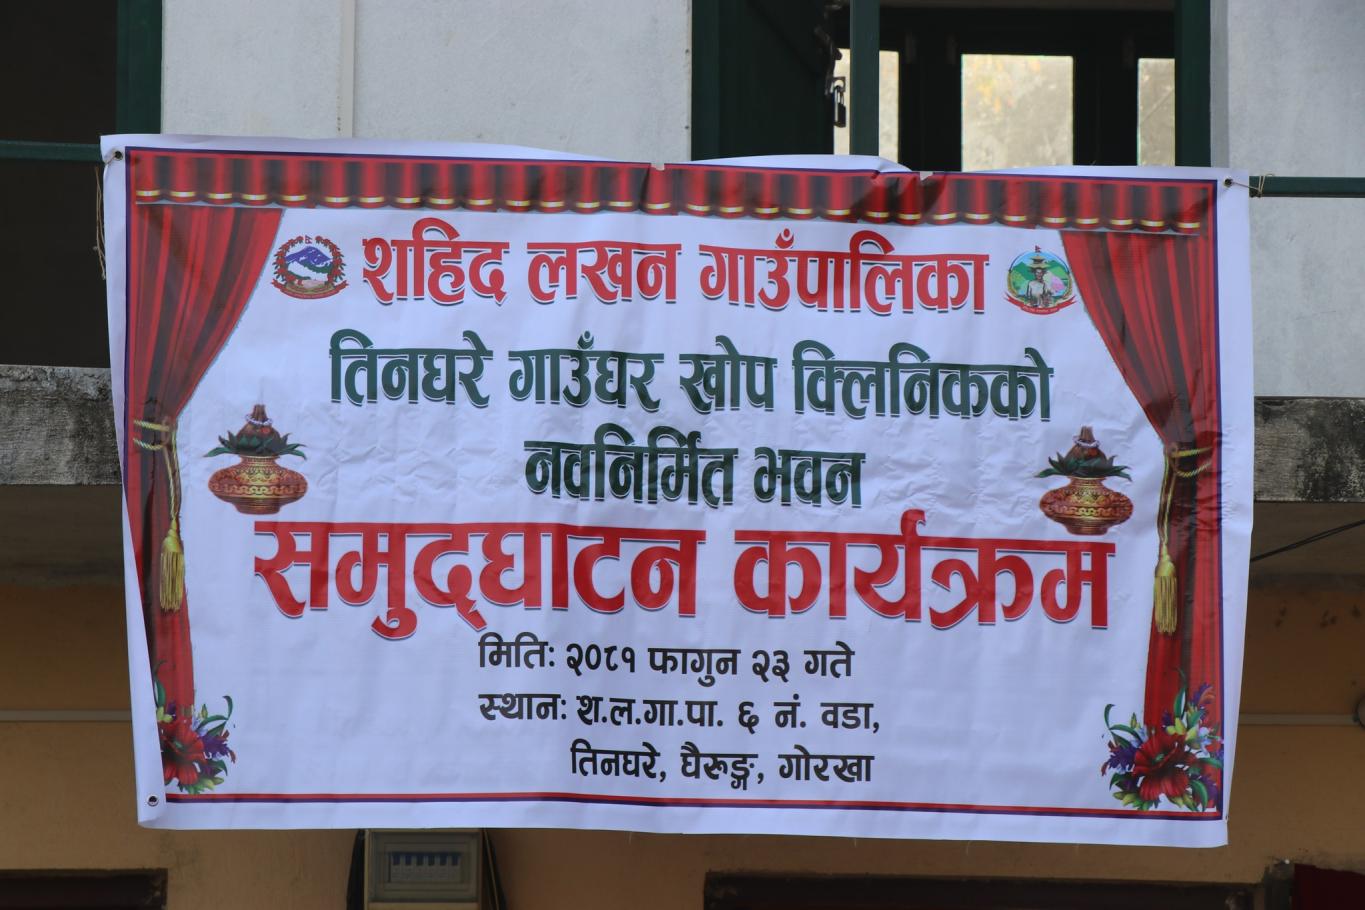 शहिद लखन गाउँपालिका
तिनघरे गाउँघर खोप क्लिनिकको
नवनिर्मित भवन
समुद्घाटन कार्यक्रम
मिति: २०८१ फागुन २३ गते
स्थान: श.ल.गा.पा. ६ नं. वडा,
तिनघरे, घैरुङ्ग, गोरखा